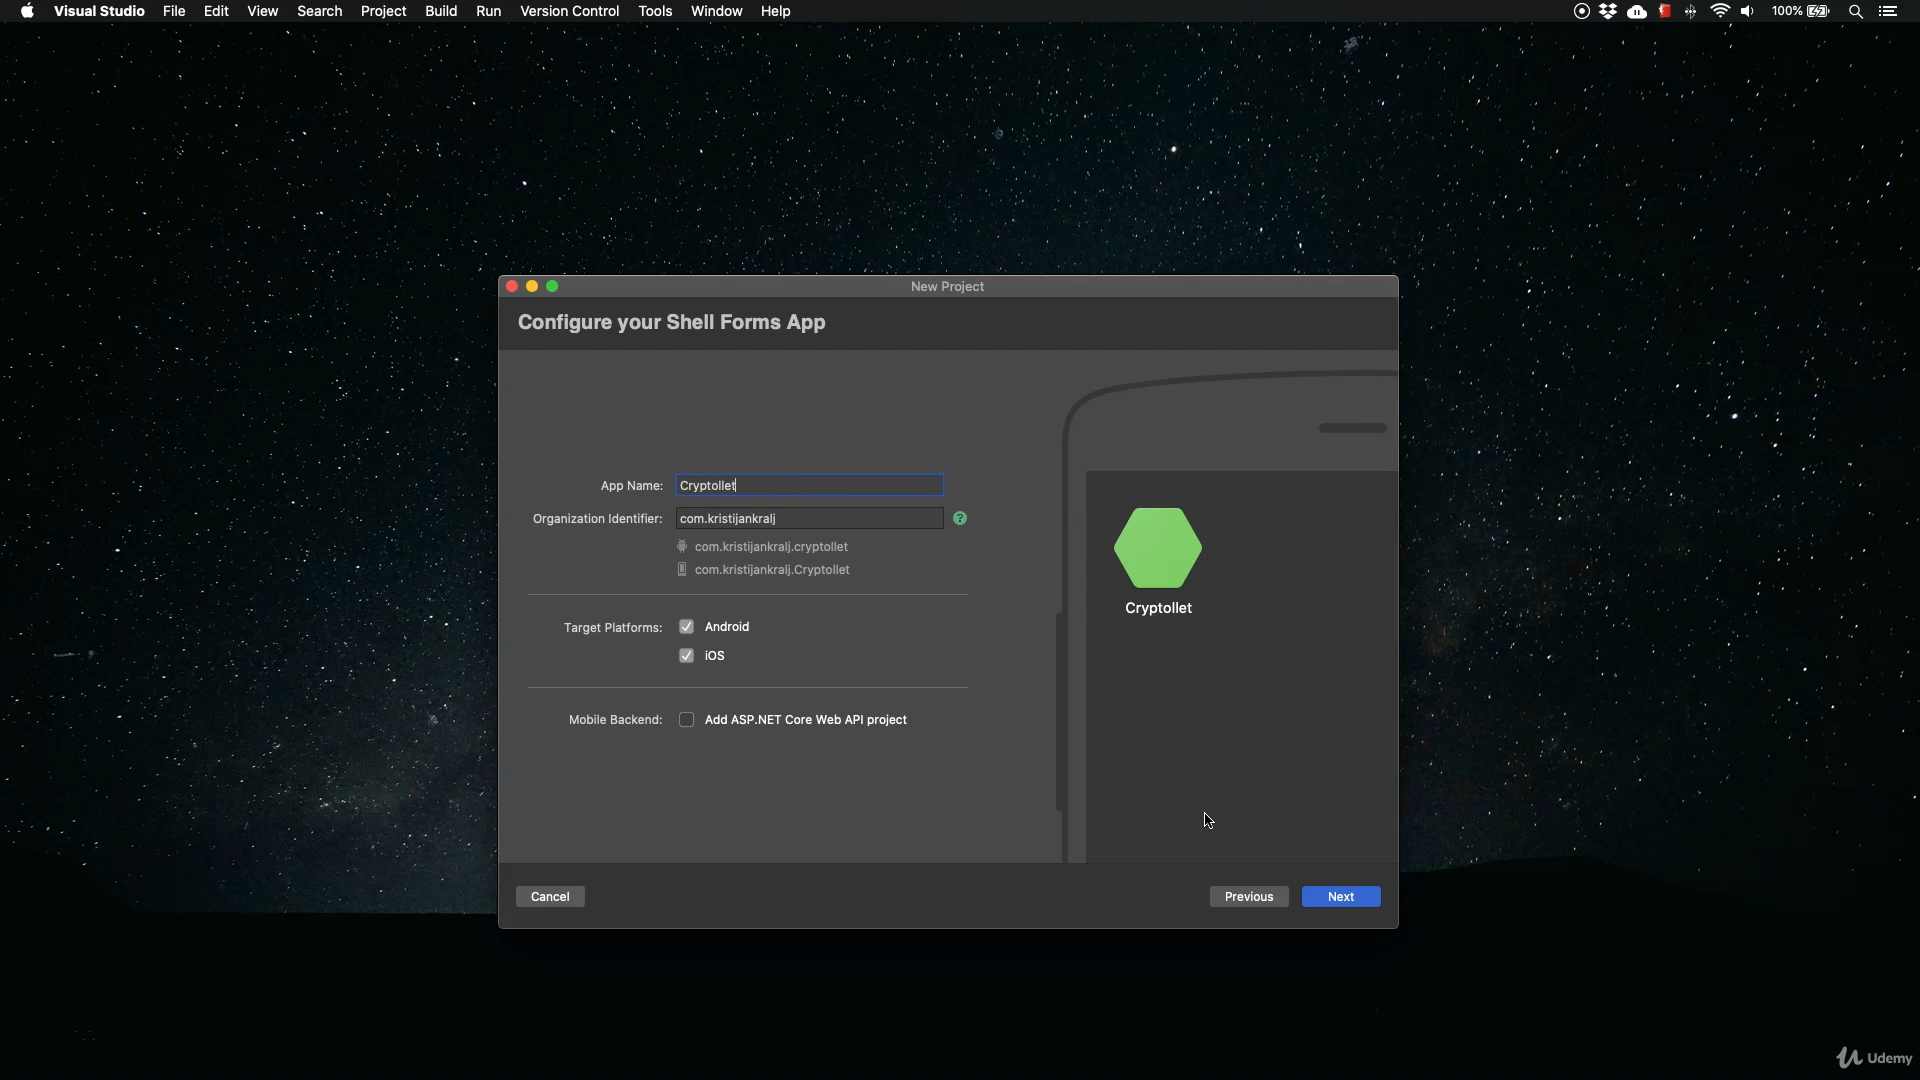 Visual Studio File Edit View Search Project Build Run Version Control Tools Window Help 100%
New Project
Configure your Shell Forms App
App Name: Cryptollet
Organization Identifier: com.kristijankralj ?
com.kristijankralj.cryptollet
com.kristijankralj.Cryptollet
Cryptollet
Target Platforms: Android
iOS
Mobile Backend: Add ASP.NET Core Web API project
Cancel Previous Next
Udemy